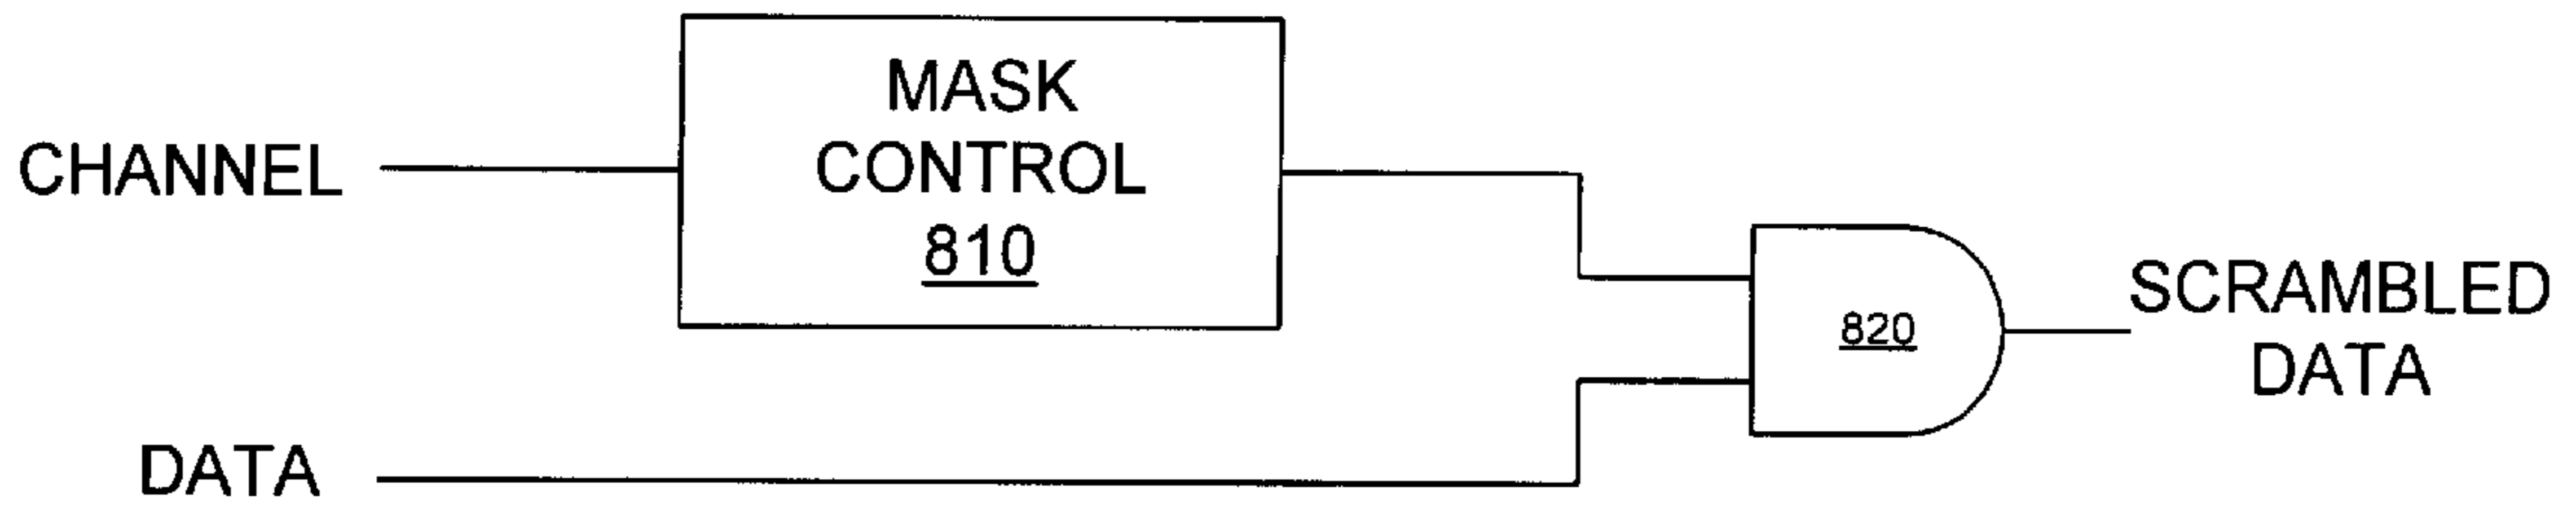 MASK
CONTROL
810
CHANNEL
820
SCRAMBLED
DATA
DATA